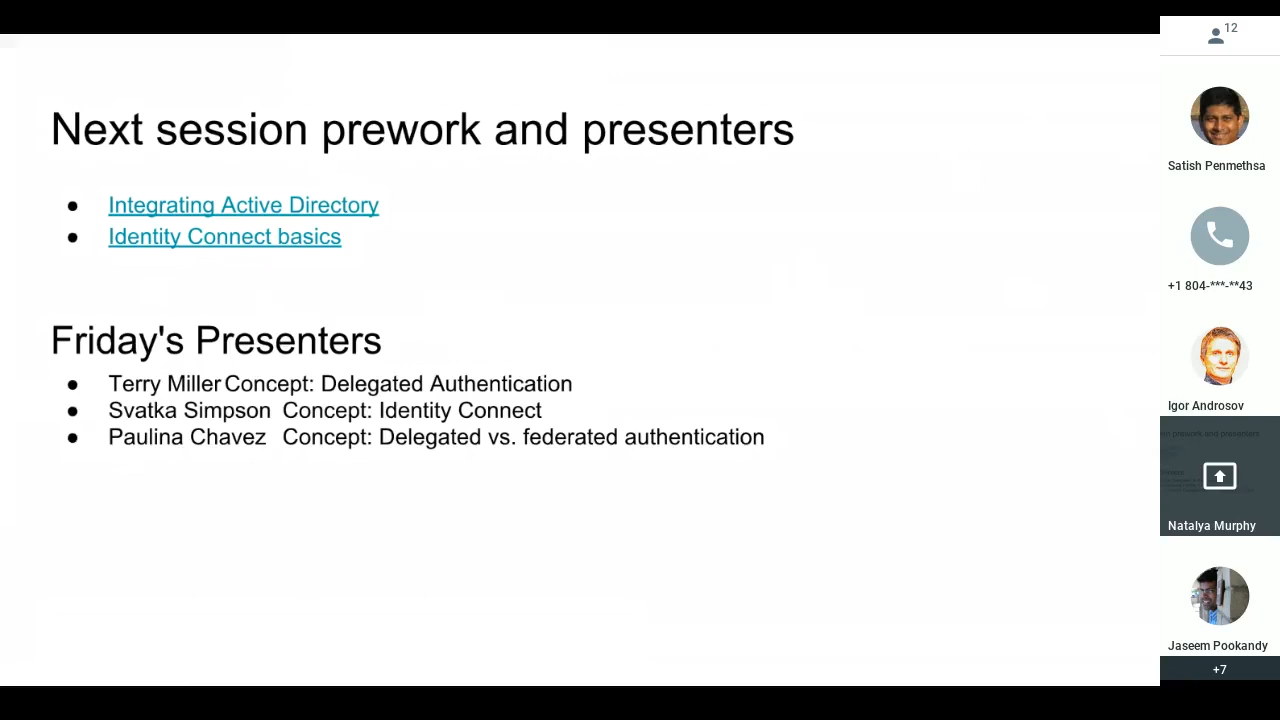 Next session prework and presenters
● Integrating Active Directory
● Identity Connect basics
Friday's Presenters
● Terry Miller Concept: Delegated Authentication
● Svatka Simpson Concept: Identity Connect
● Paulina Chavez Concept: Delegated vs. federated authentication
12
Satish Penmethsa
+1 804-***-**43
Igor Androsov
Natalya Murphy
Jaseem Pookandy
+7